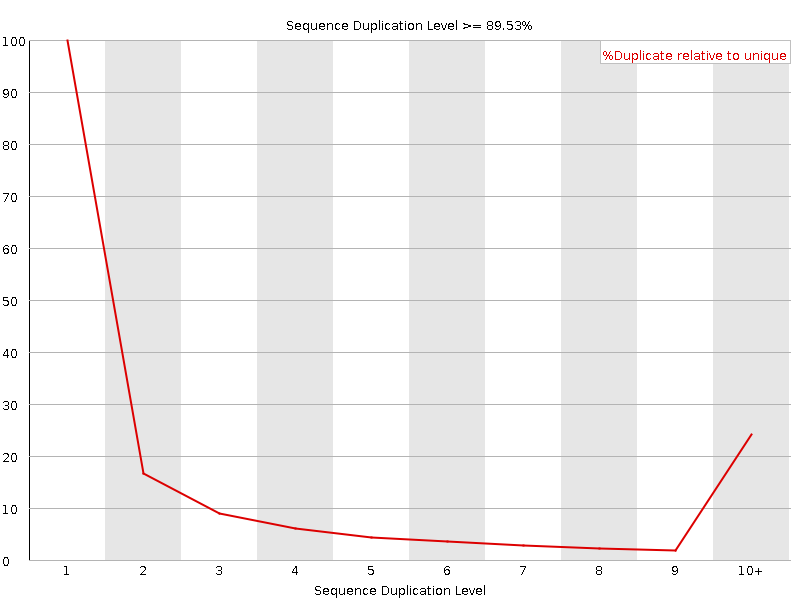 Sequence Duplication Level >= 89.53%
%Duplicate relative to unique
100
90
80
70
60
50
40
30
20
10
0
1 2 3 4 5 6 7 8 9 10+
Sequence Duplication Level